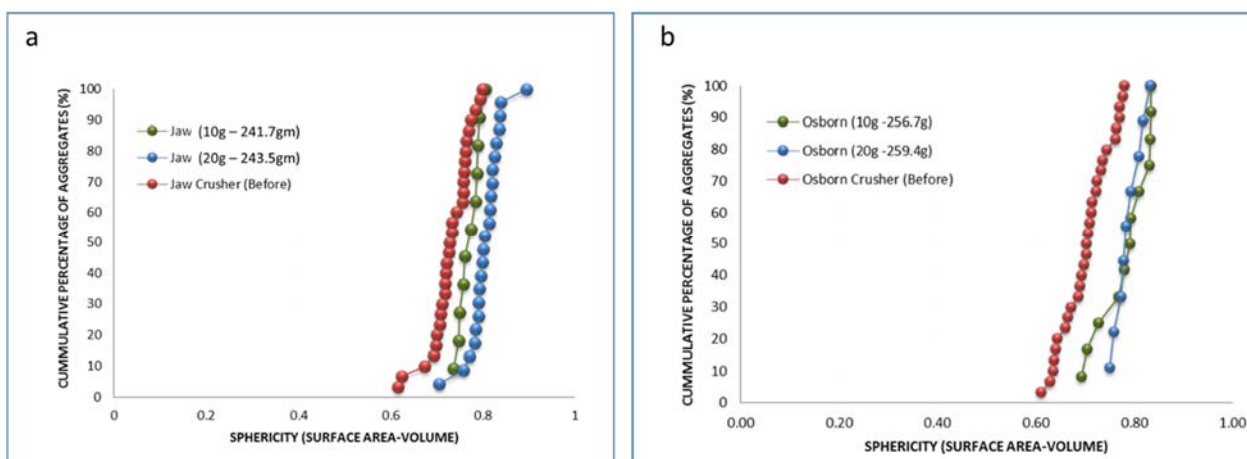 a
CUMMULATIVE PERCENTAGE OF AGGREGATES (%)
100
90
80
70
60
50
40
30
20
10
0
Jaw (10g – 241.7gm)
Jaw (20g – 243.5gm)
Jaw Crusher (Before)
0
0.2
0.4
0.6
0.8
1
SPHERICITY (SURFACE AREA-VOLUME)
b
CUMMULATIVE PERCENTAGE OF AGGREGATES (%)
100
90
80
70
60
50
40
30
20
10
0
Osborn (10g -256.7g)
Osborn (20g -259.4g)
Osborn Crusher (Before)
0.00
0.20
0.40
0.60
0.80
1.00
SPHERICITY (SURFACE AREA-VOLUME)